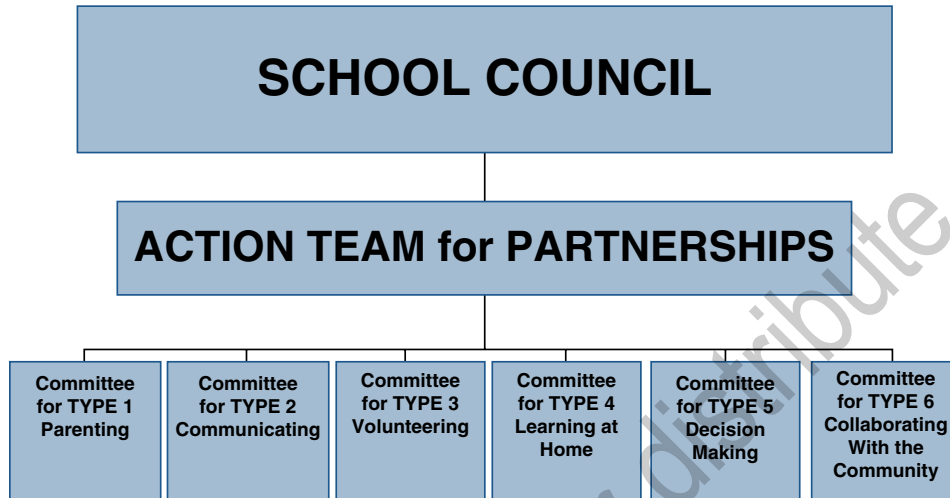 SCHOOL COUNCIL
ACTION TEAM for PARTNERSHIPS
Committee
for TYPE 1
Parenting
Committee
for TYPE 2
Communicating
Committee
for TYPE 3
Volunteering
Committee
for TYPE 4
Learning at
Home
Committee
for TYPE 5
Decision
Making
Committee
for TYPE 6
Collaborating
With the
Community
distribute